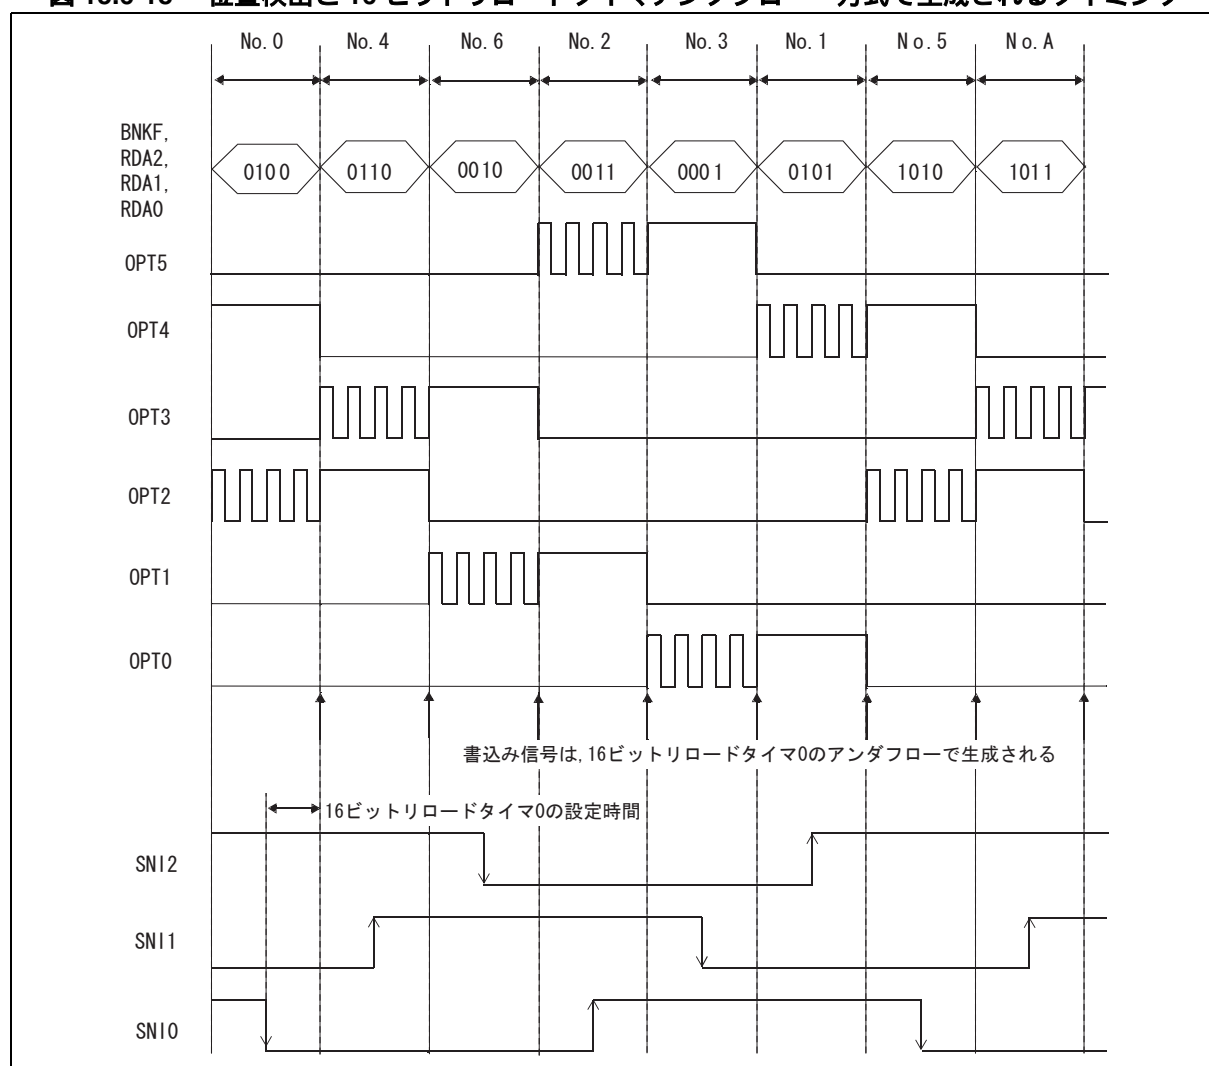 No.0 No.4 No.6 No.2 No.3 No.1 No.5 No.A
BNKF,
RDA2,
RDA1,
RDA0
0100 0110 0010 0011 0001 0101 1010 1011
OPT5
OPT4
OPT3
OPT2
OPT1
OPT0
書込み信号は,16ビットリロードタイマ0のアンダフローで生成される
16ビットリロードタイマ0の設定時間
SNI2
SNI1
SNI0